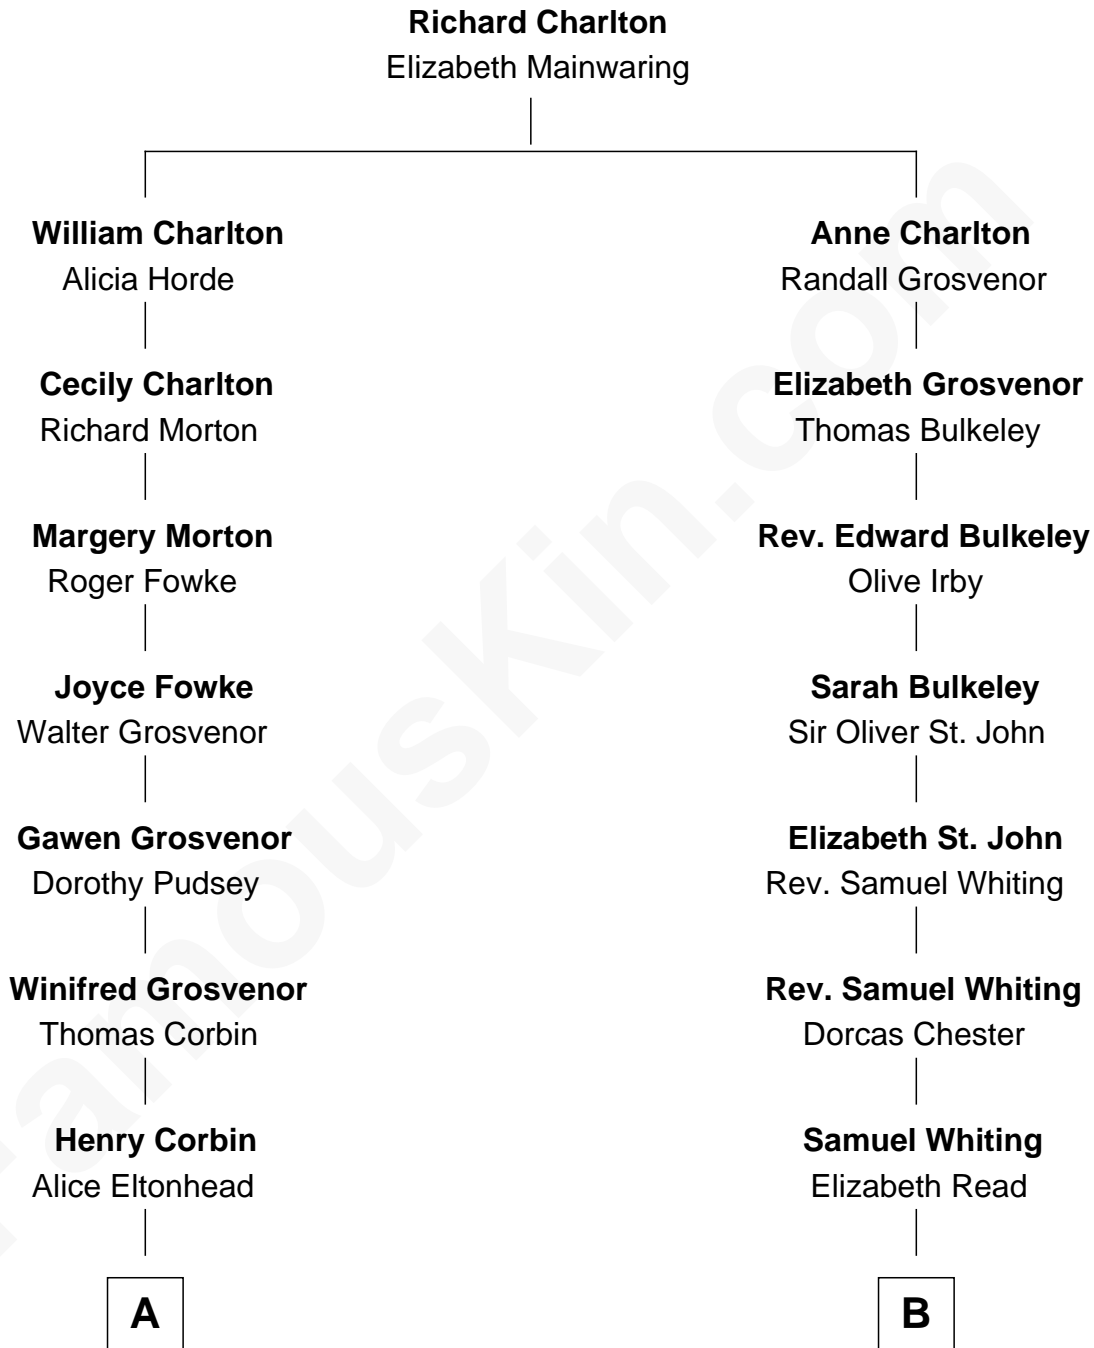 Richard Charlton
Elizabeth Mainwaring
William Charlton
Alicia Horde
Cecily Charlton
Richard Morton
Margery Morton
Roger Fowke
Joyce Fowke
Walter Grosvenor
Gawen Grosvenor
Dorothy Pudsey
Winifred Grosvenor
Thomas Corbin
Henry Corbin
Alice Eltonhead
A
Anne Charlton
Randall Grosvenor
Elizabeth Grosvenor
Thomas Bulkeley
Rev. Edward Bulkeley
Olive Irby
Sarah Bulkeley
Sir Oliver St. John
Elizabeth St. John
Rev. Samuel Whiting
Rev. Samuel Whiting
Dorcas Chester
Samuel Whiting
Elizabeth Read
B
FamousKin.com